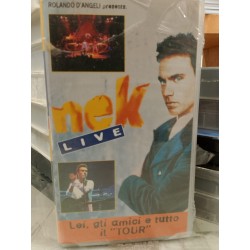 ROLANDO D'ANGELI presenta
nek
LIVE
Lei, gli amici e tutto
il "TOUR"